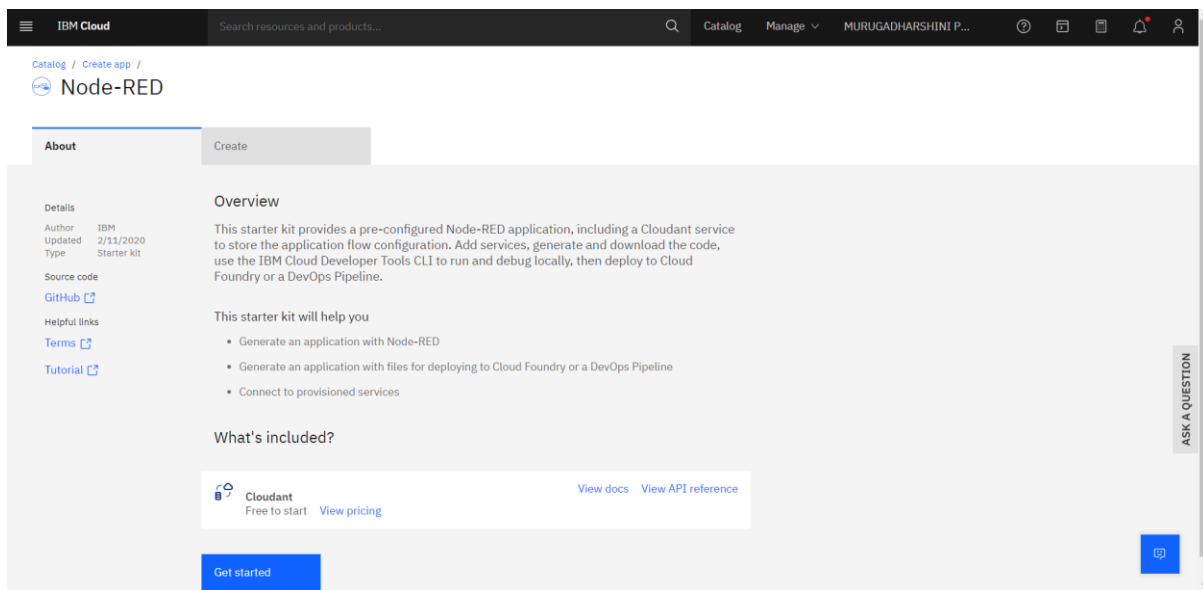 IBM Cloud
Search resources and products...
Catalog
Manage
MURUGADHARSHINI P...
Catalog / Create app /
Node-RED
About
Create
Details
Author IBM
Updated 2/11/2020
Type Starter kit
Source code
GitHub
Helpful links
Terms
Tutorial
Overview
This starter kit provides a pre-configured Node-RED application, including a Cloudant service
to store the application flow configuration. Add services, generate and download the code,
use the IBM Cloud Developer Tools CLI to run and debug locally, then deploy to Cloud
Foundry or a DevOps Pipeline.
This starter kit will help you
• Generate an application with Node-RED
• Generate an application with files for deploying to Cloud Foundry or a DevOps Pipeline
• Connect to provisioned services
What's included?
Cloudant
Free to start View pricing
View docs View API reference
Get started
ASK A QUESTION